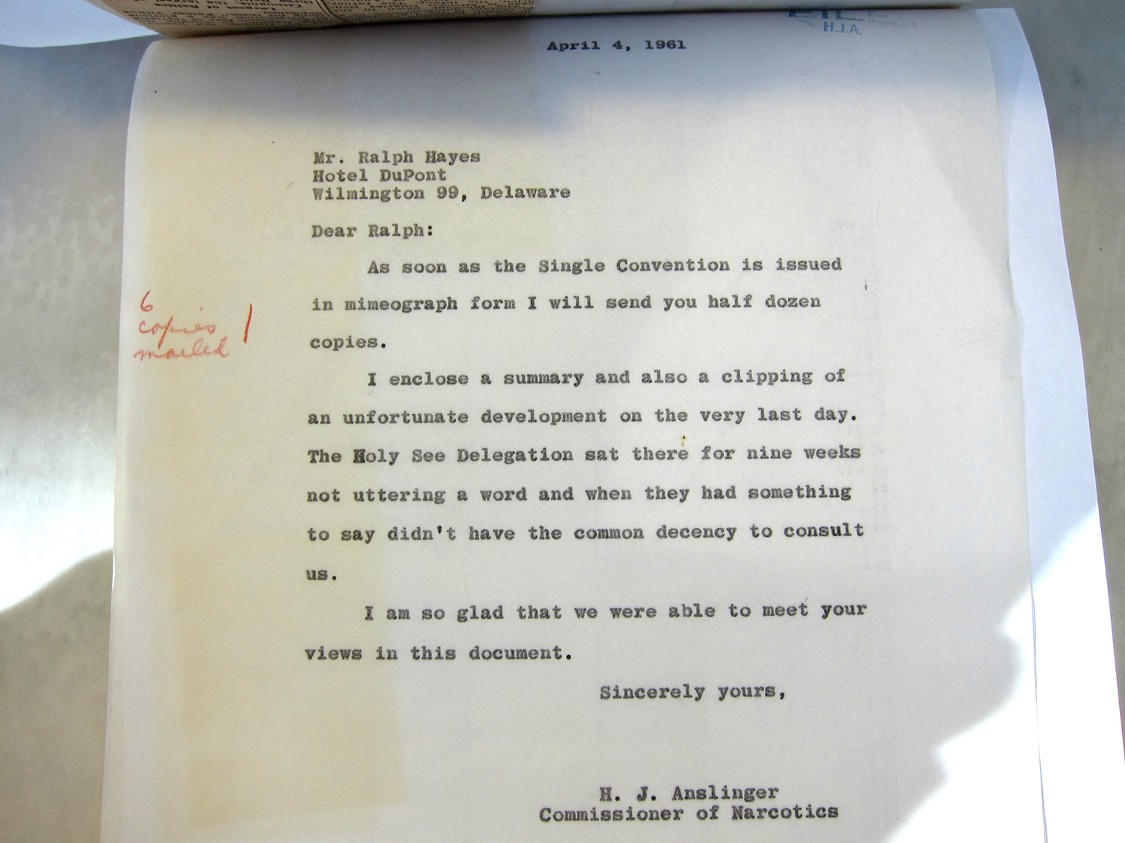 April 4, 1961
H.J.A.
Mr. Ralph Hayes
Hotel DuPont
Wilmington 99, Delaware
Dear Ralph:
As soon as the Single Convention is issued
in mimeograph form I will send you half dozen
copies.
6
copies
mailed
I enclose a summary and also a clipping of
an unfortunate development on the very last day.
The Holy See Delegation sat there for nine weeks
not uttering a word and when they had something
to say didn't have the common decency to consult
us.
I am so glad that we were able to meet your
views in this document.
Sincerely yours,
H. J. Anslinger
Commissioner of Narcotics